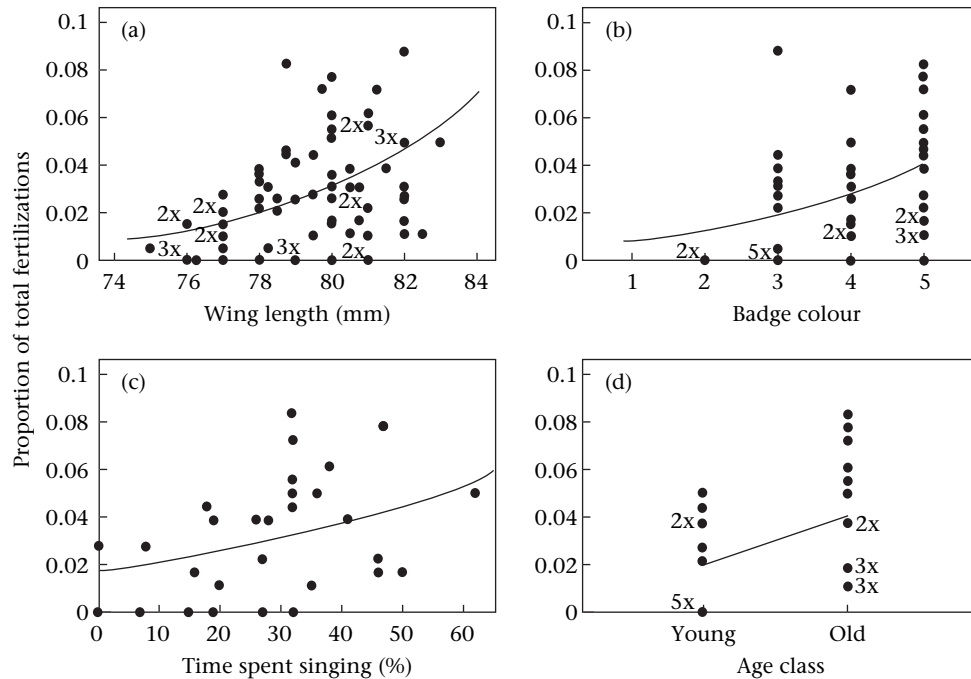 Proportion of total fertilizations
(a)
0.1
0.08
0.06
0.04
0.02
0
2x
3x
2x
2x
2x
2x
3x
3x
2x
74 76 78 80 82 84
Wing length (mm)
(b)
0.1
0.08
0.06
0.04
0.02
0
2x
5x
2x
2x
3x
1 2 3 4 5
Badge colour
(c)
0.1
0.08
0.06
0.04
0.02
0
0 10 20 30 40 50 60
Time spent singing (%)
(d)
0.1
0.08
0.06
0.04
0.02
0
2x
5x
2x
3x
3x
Young Old
Age class